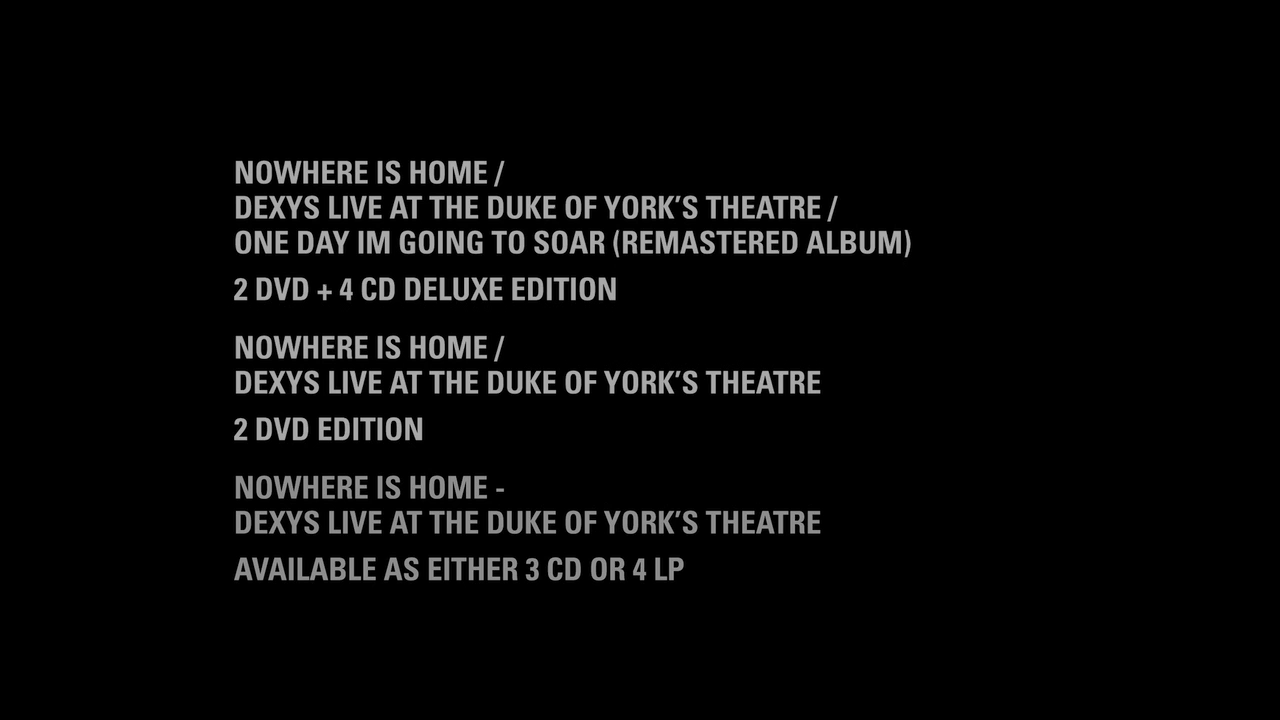 NOWHERE IS HOME /
DEXYS LIVE AT THE DUKE OF YORK'S THEATRE /
ONE DAY IM GOING TO SOAR (REMASTERED ALBUM)
2 DVD + 4 CD DELUXE EDITION
NOWHERE IS HOME /
DEXYS LIVE AT THE DUKE OF YORK'S THEATRE
2 DVD EDITION
NOWHERE IS HOME -
DEXYS LIVE AT THE DUKE OF YORK'S THEATRE
AVAILABLE AS EITHER 3 CD OR 4 LP